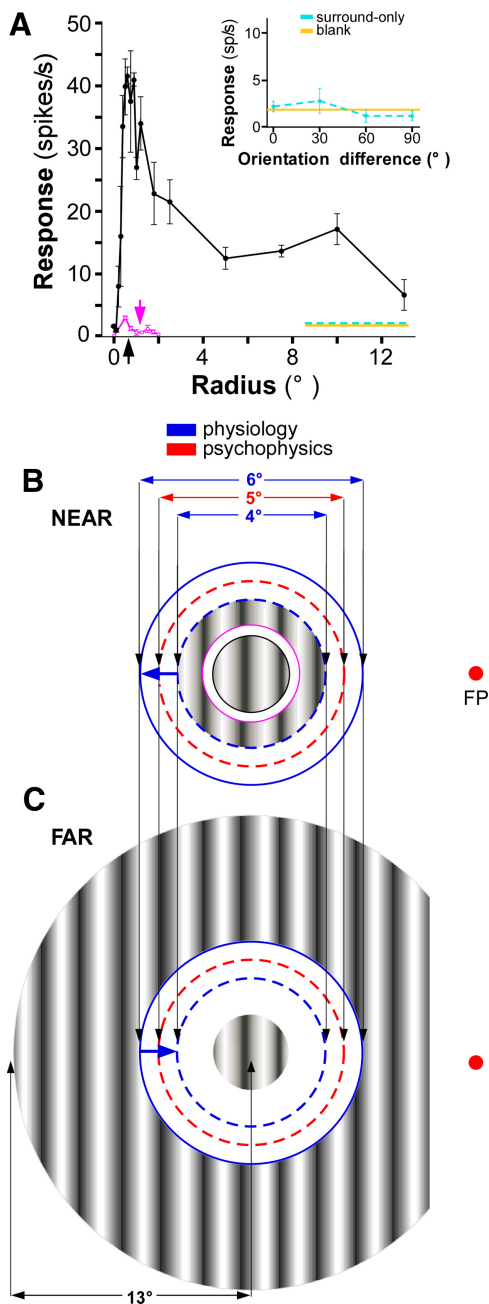 A
Response (spikes/s)
50
40
30
20
10
0
0 4 8 12
Radius (°)
surround-only
blank
Response (sp/s)
10
5
0
0 30 60 90
Orientation difference (°)
physiology
psychophysics
B
NEAR
6°
5°
4°
FP
C
FAR
13°